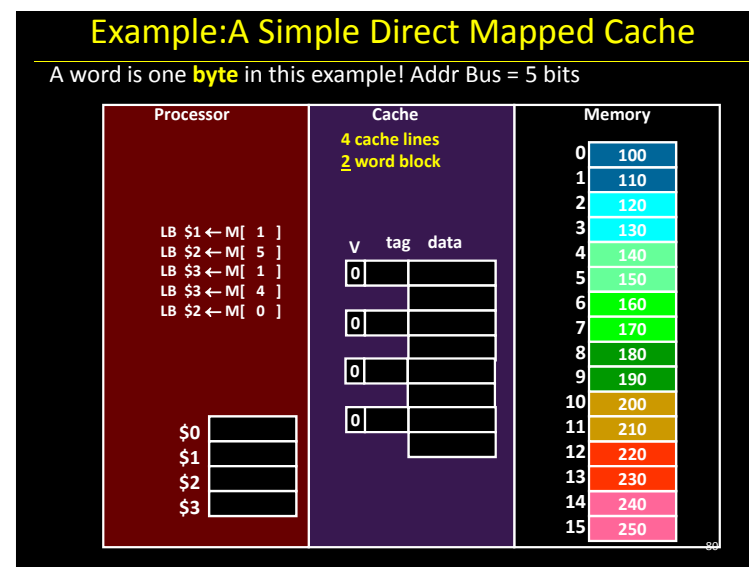 Example:A Simple Direct Mapped Cache
A word is one byte in this example! Addr Bus = 5 bits
Processor
LB $1 ← M[ 1 ]
LB $2 ← M[ 5 ]
LB $3 ← M[ 1 ]
LB $3 ← M[ 4 ]
LB $2 ← M[ 0 ]
$0
$1
$2
$3
Cache
4 cache lines
2 word block
V tag data
0
0
0
0
Memory
0 100
1 110
2 120
3 130
4 140
5 150
6 160
7 170
8 180
9 190
10 200
11 210
12 220
13 230
14 240
15 250
80